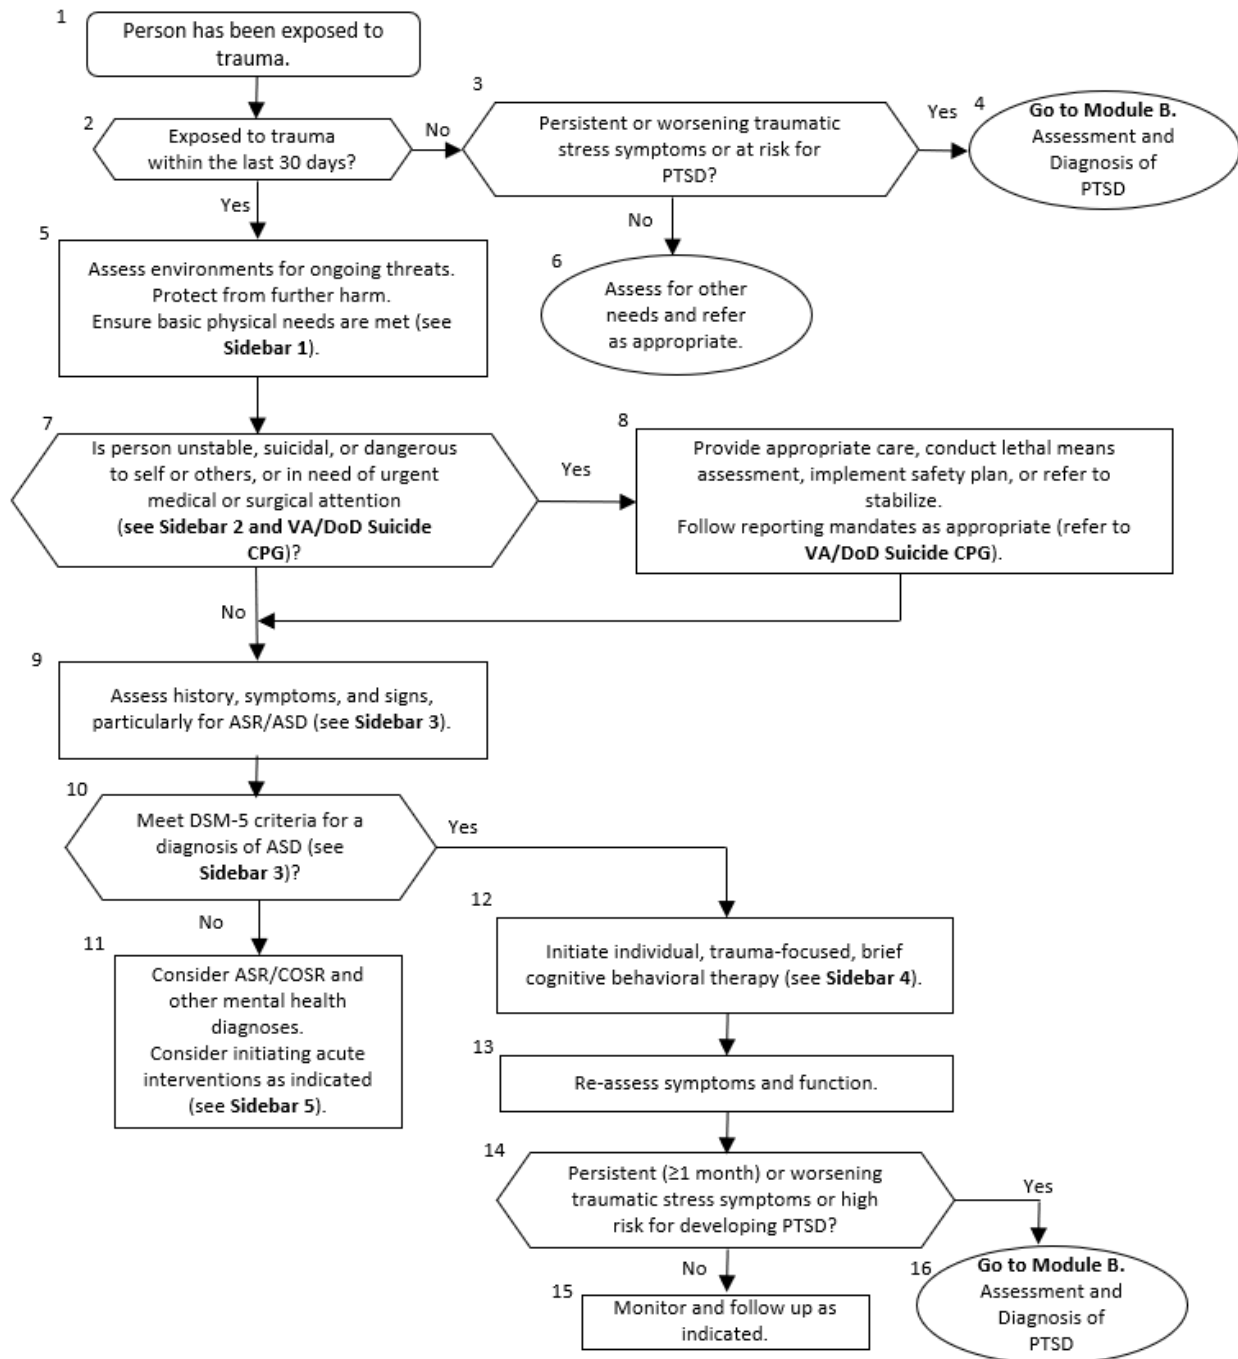 1
Person has been exposed to
trauma.
2
Exposed to trauma
within the last 30 days?
No
3
Persistent or worsening traumatic
stress symptoms or at risk for
PTSD?
Yes
4
Go to Module B.
Assessment and
Diagnosis of
PTSD
Yes
No
5
Assess environments for ongoing threats.
Protect from further harm.
Ensure basic physical needs are met (see
Sidebar 1).
6
Assess for other
needs and refer
as appropriate.
7
Is person unstable, suicidal, or dangerous
to self or others, or in need of urgent
medical or surgical attention
(see Sidebar 2 and VA/DoD Suicide
CPG)?
Yes
8
Provide appropriate care, conduct lethal means
assessment, implement safety plan, or refer to
stabilize.
Follow reporting mandates as appropriate (refer to
VA/DoD Suicide CPG).
No
9
Assess history, symptoms, and signs,
particularly for ASR/ASD (see Sidebar 3).
10
Meet DSM-5 criteria for a
diagnosis of ASD (see
Sidebar 3)?
Yes
No
11
Consider ASR/COSR and
other mental health
diagnoses.
Consider initiating acute
interventions as indicated
(see Sidebar 5).
12
Initiate individual, trauma-focused, brief
cognitive behavioral therapy (see Sidebar 4).
13
Re-assess symptoms and function.
14
Persistent (≥1 month) or worsening
traumatic stress symptoms or high
risk for developing PTSD?
Yes
No
15
Monitor and follow up as
indicated.
16
Go to Module B.
Assessment and
Diagnosis of
PTSD